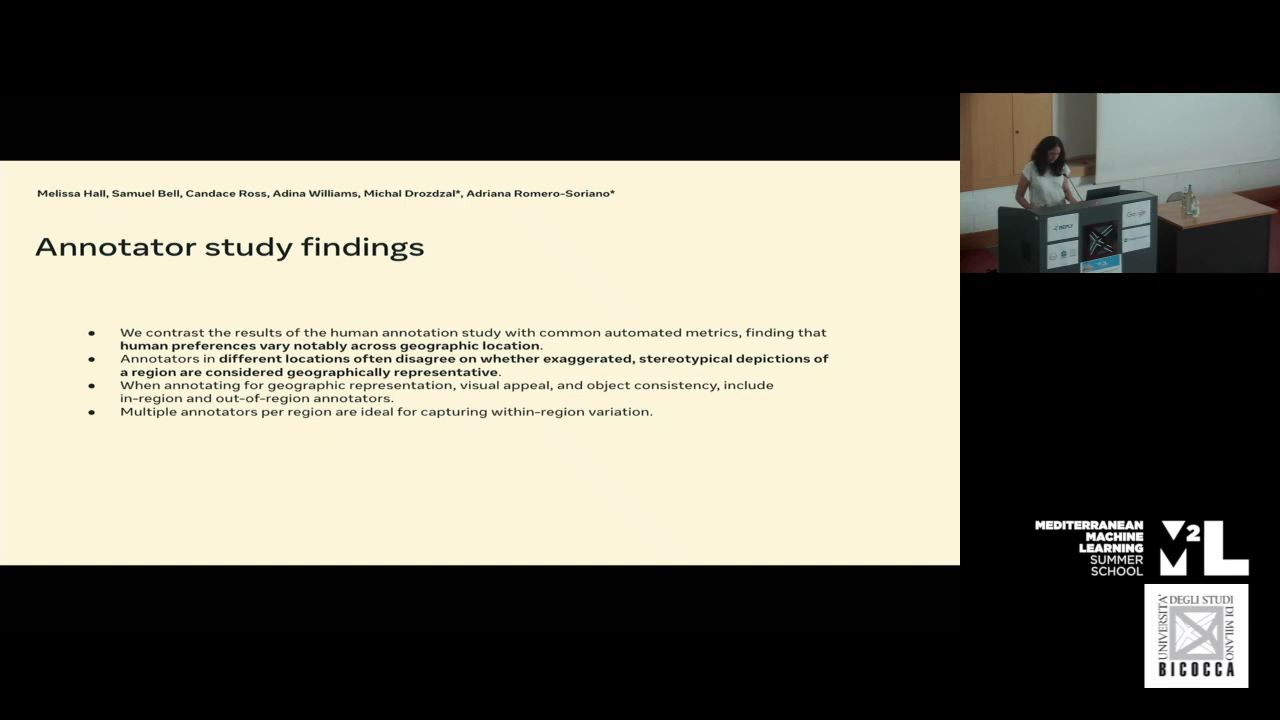 Melissa Hall, Samuel Bell, Candace Ross, Adina Williams, Michal Drozdzal*, Adriana Romero-Soriano*
Annotator study findings
● We contrast the results of the human annotation study with common automated metrics, finding that
human preferences vary notably across geographic location.
● Annotators in different locations often disagree on whether exaggerated, stereotypical depictions of
a region are considered geographically representative.
● When annotating for geographic representation, visual appeal, and object consistency, include
in-region and out-of-region annotators.
● Multiple annotators per region are ideal for capturing within-region variation.
Google
MEDITERRANEAN
MACHINE
LEARNING
SUMMER
SCHOOL
M2L
UNIVERSITA'
DEGLI STUDI
DI MILANO
BICOCCA